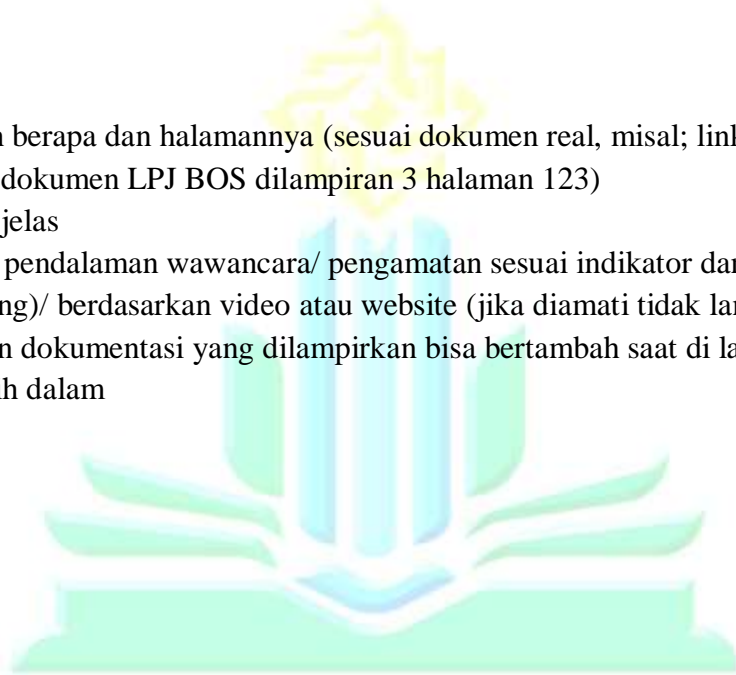 berapa dan halamannya (sesuai dokumen real, misal; link
dokumen LPJ BOS dilampiran 3 halaman 123)
jelas
pendalaman wawancara/ pengamatan sesuai indikator dan
ng)/ berdasarkan video atau website (jika diamati tidak lan
n dokumentasi yang dilampirkan bisa bertambah saat di la
ih dalam